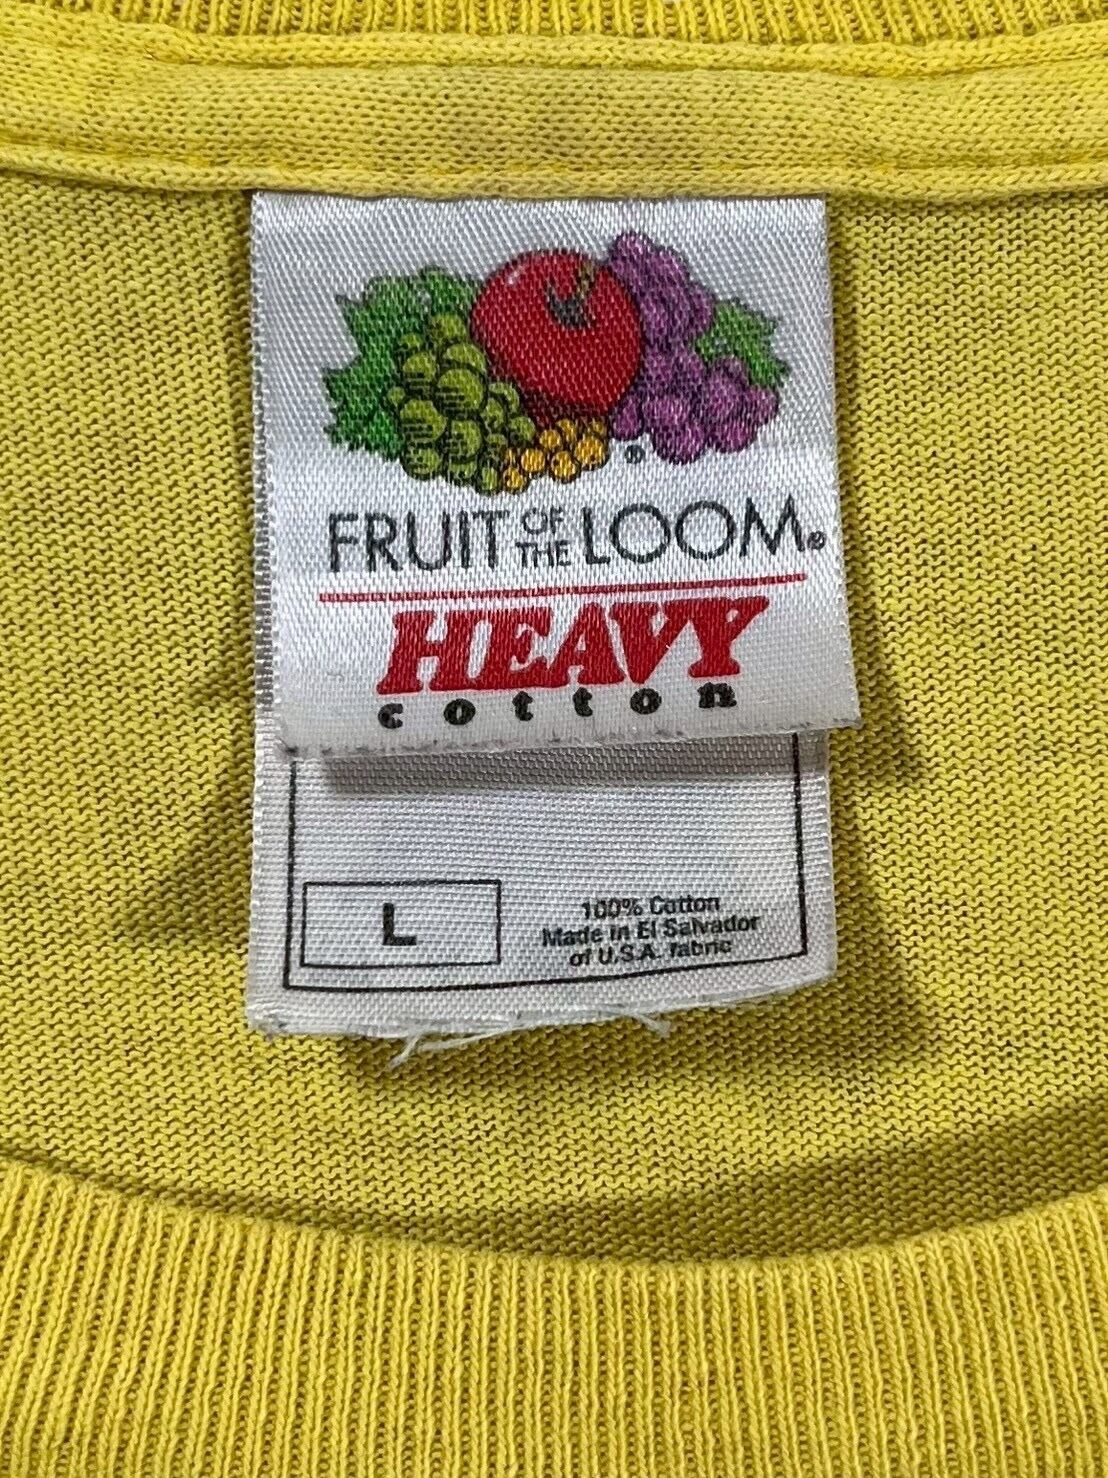 ®
FRUIT OF THE LOOM®
HEAVY
cotton
L
100% Cotton
Made in El Salvador
of U.S.A. fabric